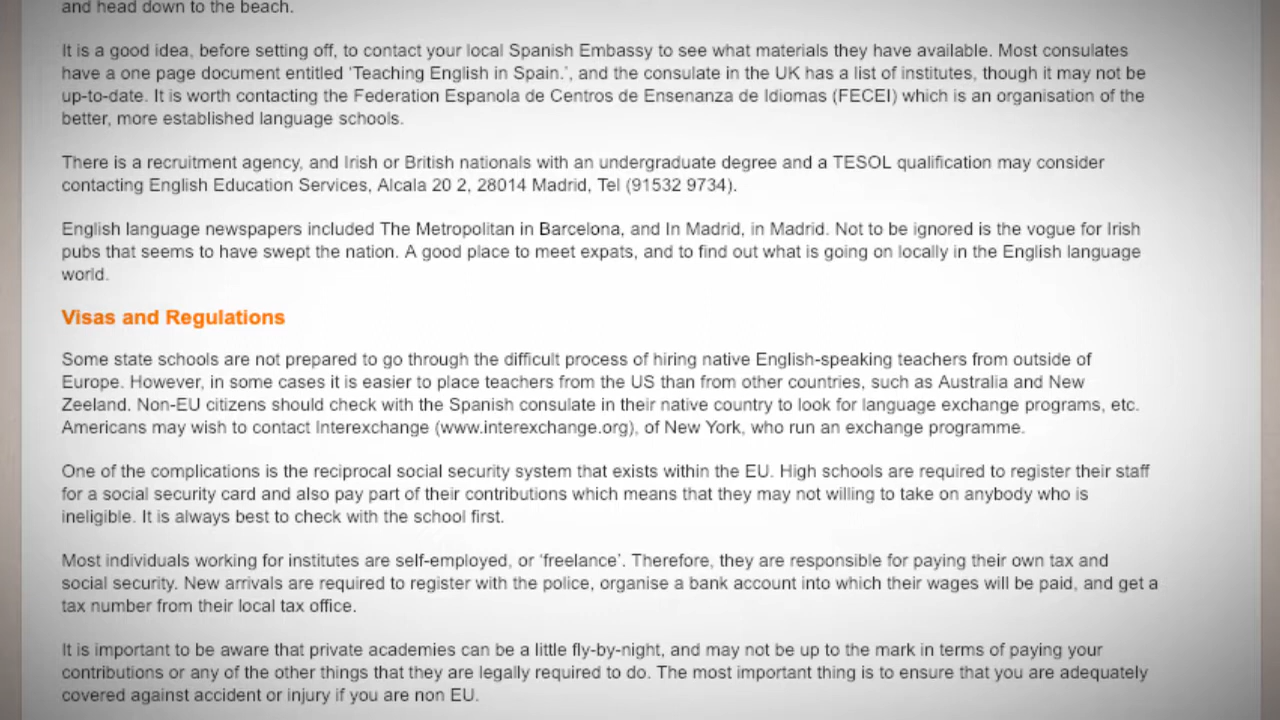 and head down to the beach.
It is a good idea, before setting off, to contact your local Spanish Embassy to see what materials they have available. Most consulates
have a one page document entitled 'Teaching English in Spain.', and the consulate in the UK has a list of institutes, though it may not be
up-to-date. It is worth contacting the Federation Espanola de Centros de Ensenanza de Idiomas (FECEI) which is an organisation of the
better, more established language schools.
There is a recruitment agency, and Irish or British nationals with an undergraduate degree and a TESOL qualification may consider
contacting English Education Services, Alcala 20 2, 28014 Madrid, Tel (91532 9734).
English language newspapers included The Metropolitan in Barcelona, and In Madrid, in Madrid. Not to be ignored is the vogue for Irish
pubs that seems to have swept the nation. A good place to meet expats, and to find out what is going on locally in the English language
world.
Visas and Regulations
Some state schools are not prepared to go through the difficult process of hiring native English-speaking teachers from outside of
Europe. However, in some cases it is easier to place teachers from the US than from other countries, such as Australia and New
Zeeland. Non-EU citizens should check with the Spanish consulate in their native country to look for language exchange programs, etc.
Americans may wish to contact Interexchange (www.interexchange.org), of New York, who run an exchange programme.
One of the complications is the reciprocal social security system that exists within the EU. High schools are required to register their staff
for a social security card and also pay part of their contributions which means that they may not willing to take on anybody who is
ineligible. It is always best to check with the school first.
Most individuals working for institutes are self-employed, or 'freelance'. Therefore, they are responsible for paying their own tax and
social security. New arrivals are required to register with the police, organise a bank account into which their wages will be paid, and get a
tax number from their local tax office.
It is important to be aware that private academies can be a little fly-by-night, and may not be up to the mark in terms of paying your
contributions or any of the other things that they are legally required to do. The most important thing is to ensure that you are adequately
covered against accident or injury if you are non EU.